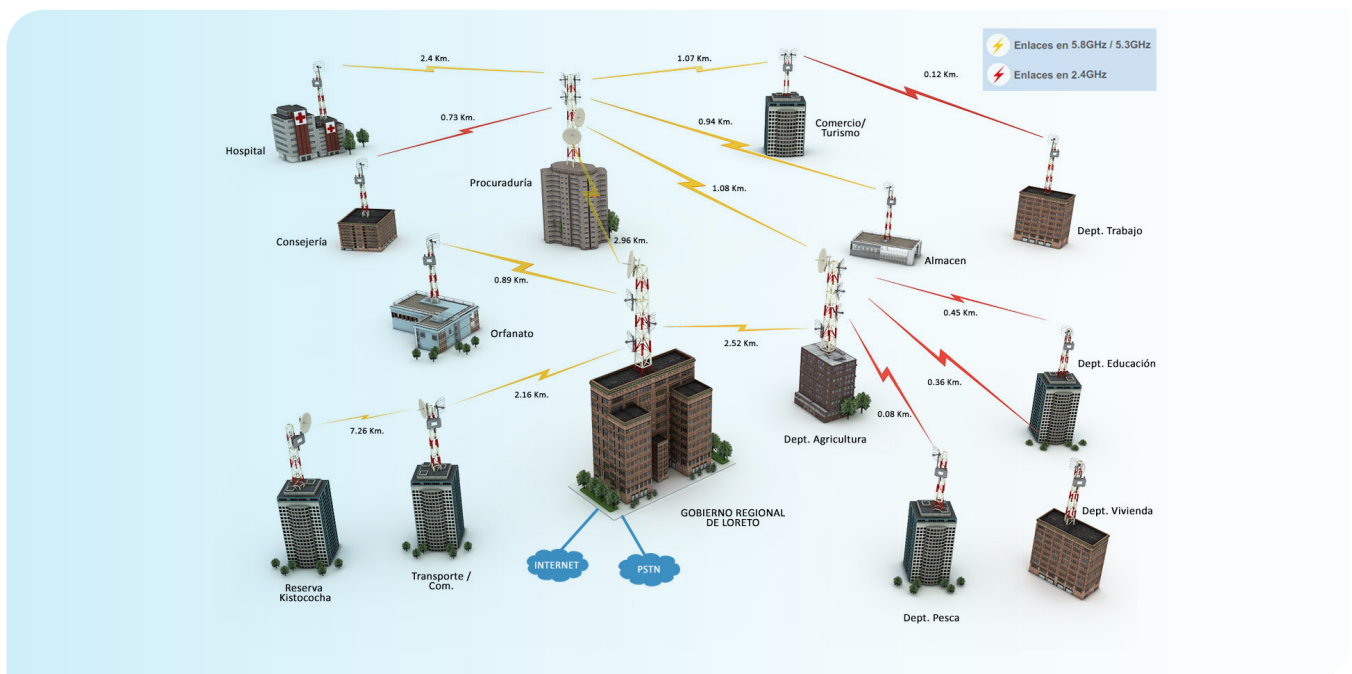 Enlaces en 5.8GHz / 5.3GHz
Enlaces en 2.4GHz
2.4 Km.
1.07 Km.
0.12 Km.
0.73 Km.
0.94 Km.
Comercio/
Turismo
Hospital
Procuraduría
1.08 Km.
Dept. Trabajo
Consejería
2.96 Km.
Almacen
0.89 Km.
Orfanato
0.45 Km.
2.52 Km.
Dept. Educación
0.36 Km.
2.16 Km.
0.08 Km.
7.26 Km.
Dept. Agricultura
GOBIERNO REGIONAL
DE LORETO
Dept. Vivienda
INTERNET
PSTN
Transporte /
Com.
Reserva
Kistococha
Dept. Pesca